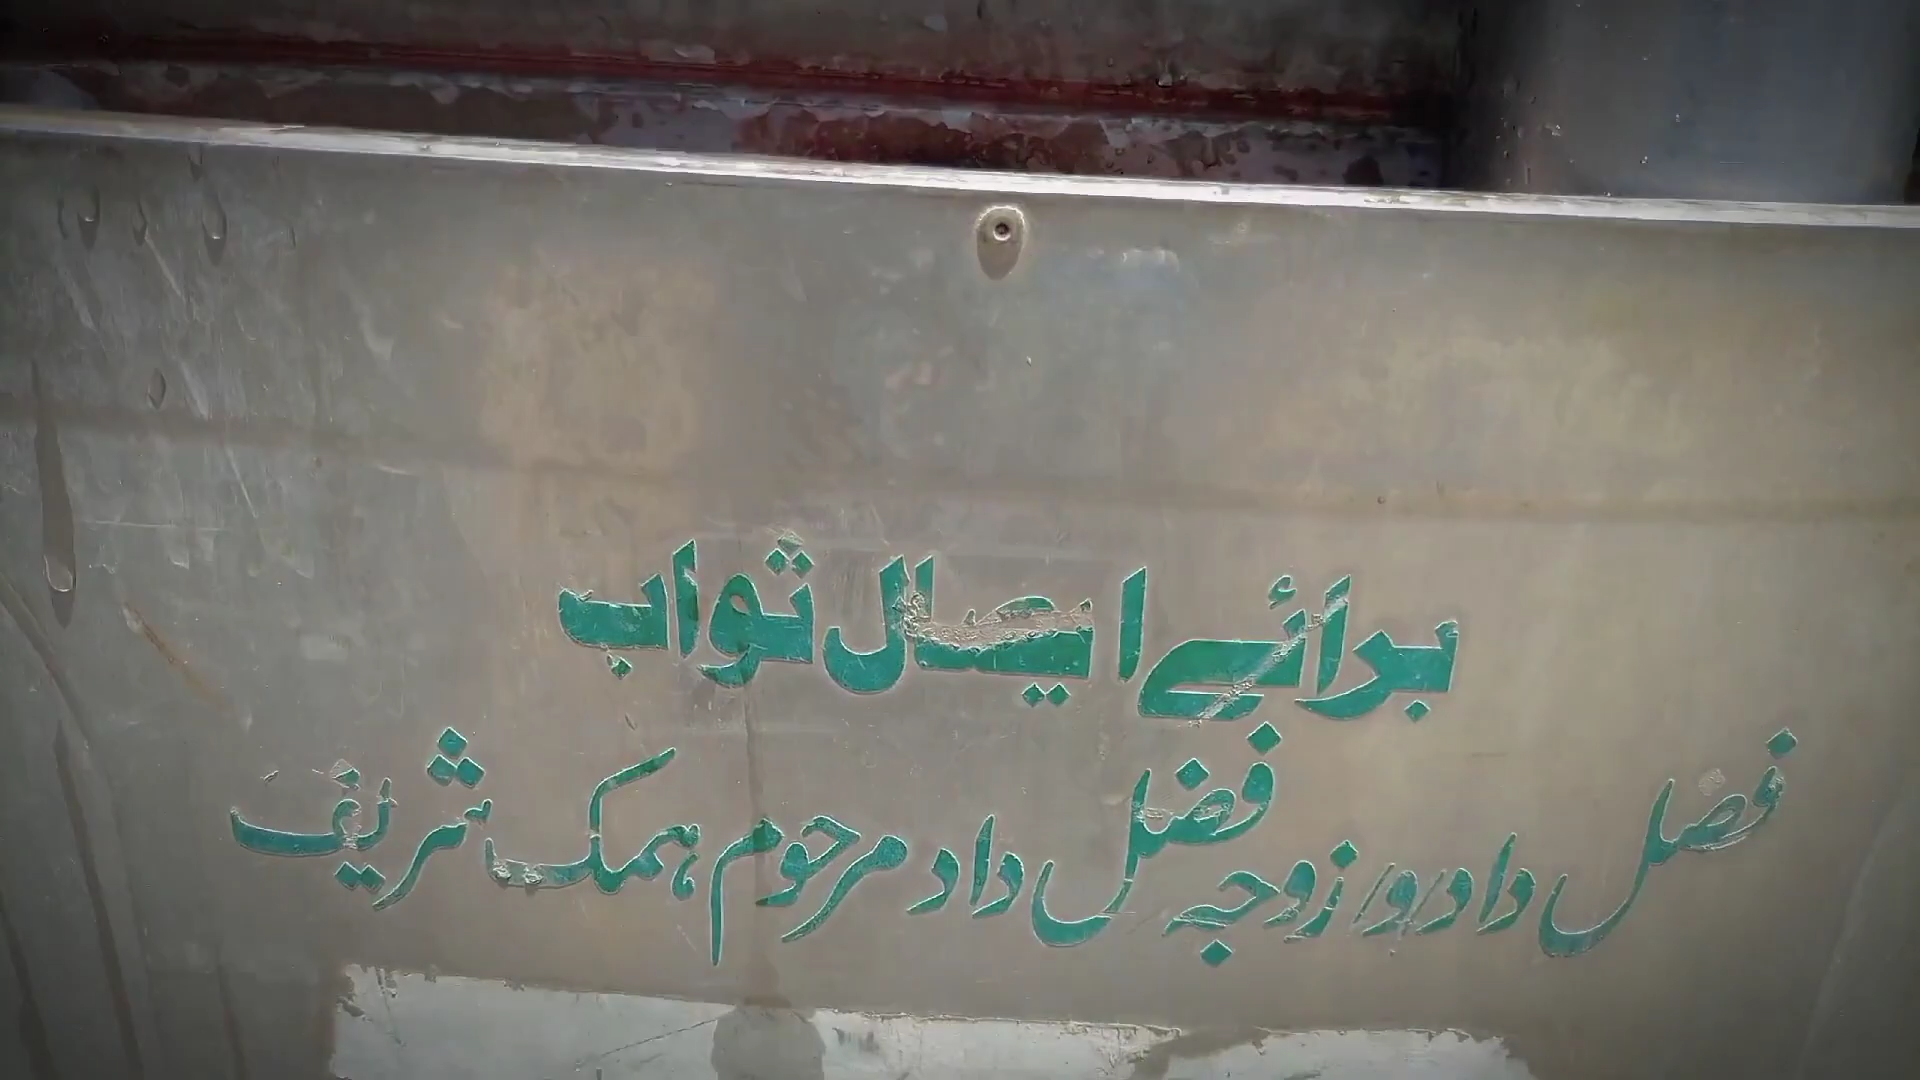 برائے ایصال ثواب
فضل داد و زوجہ فضل داد مرحوم ہمک شریف